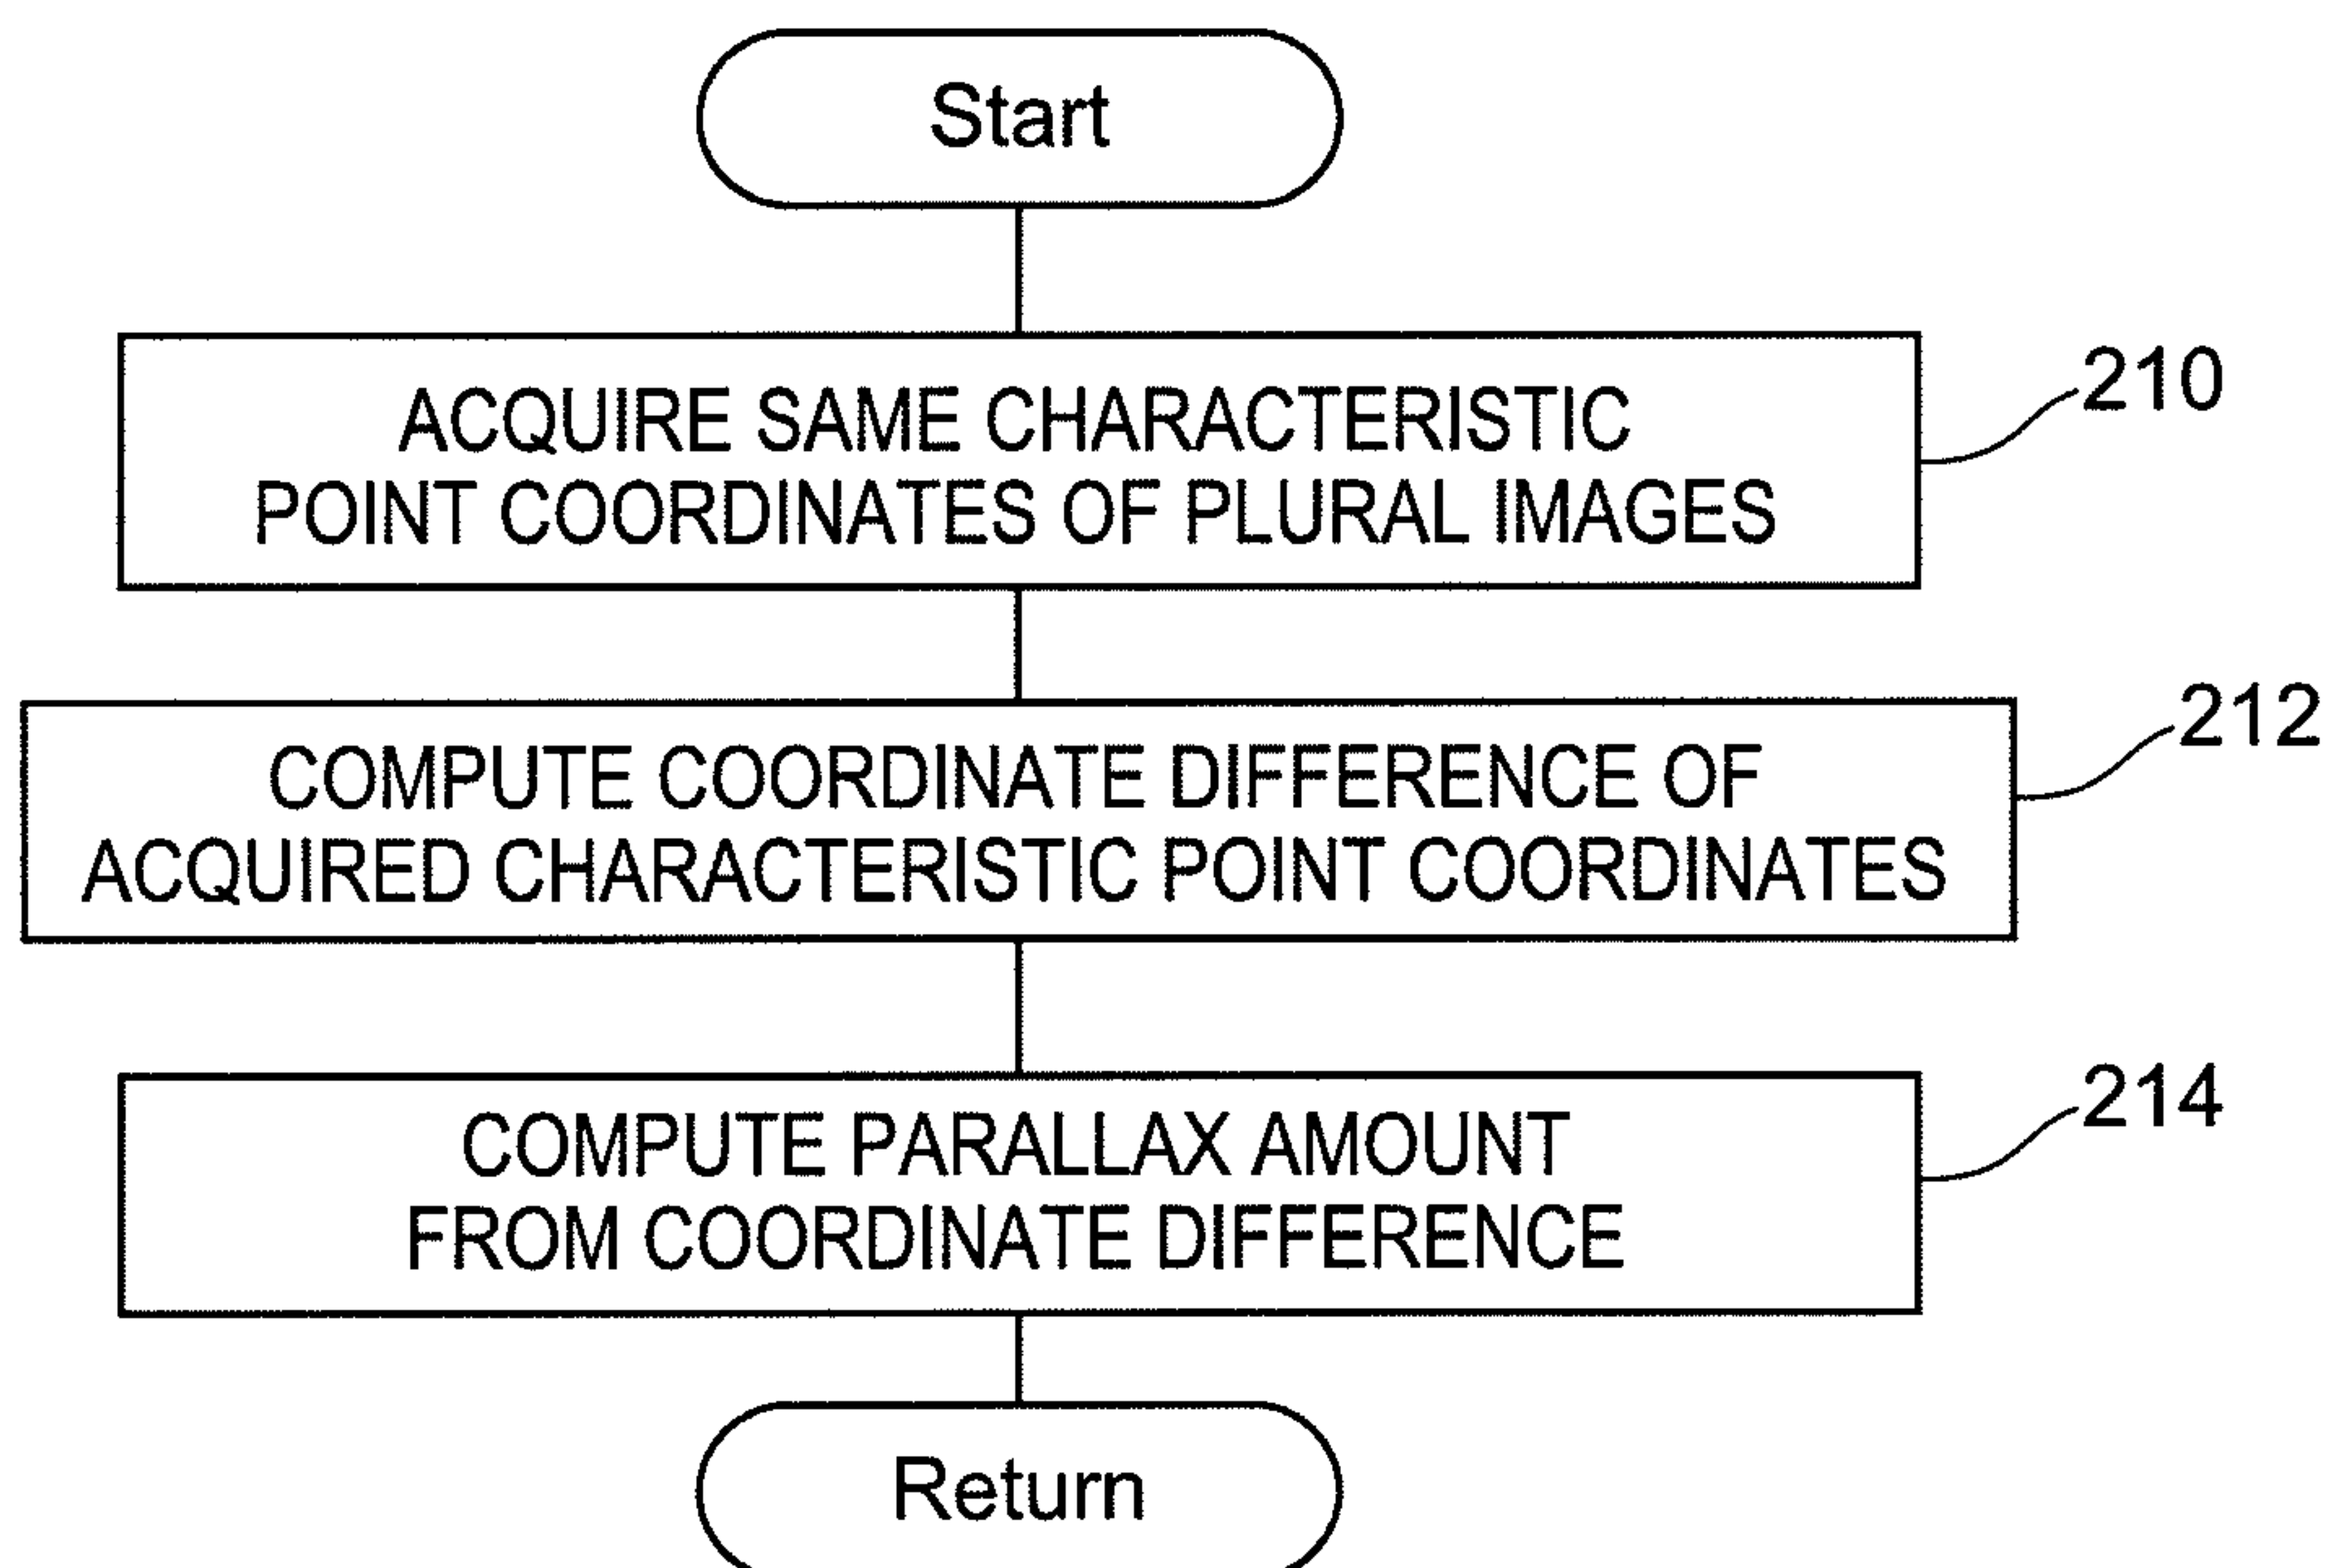 Start
ACQUIRE SAME CHARACTERISTIC
POINT COORDINATES OF PLURAL IMAGES
210
COMPUTE COORDINATE DIFFERENCE OF
ACQUIRED CHARACTERISTIC POINT COORDINATES
212
COMPUTE PARALLAX AMOUNT
FROM COORDINATE DIFFERENCE
214
Return